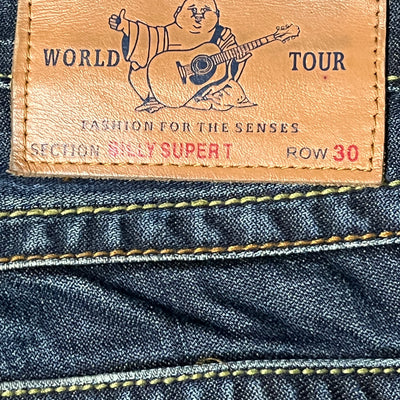 WORLD TOUR
FASHION FOR THE SENSES
SECTION BILLY SUPER T ROW 30